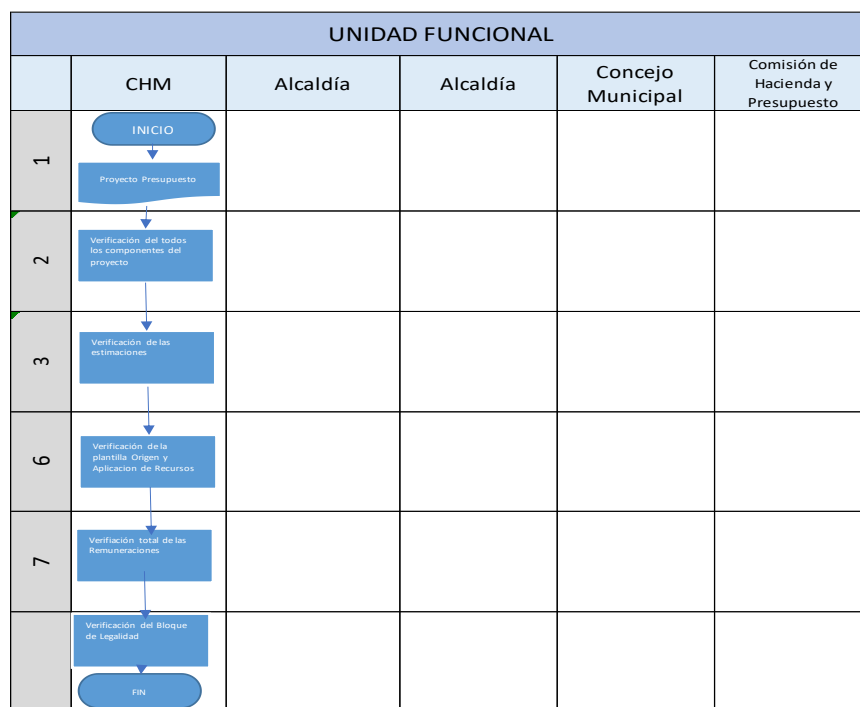 UNIDAD FUNCIONAL
CHM
Alcaldía
Alcaldía
Concejo
Municipal
Comisión de
Hacienda y
Presupuesto
1
INICIO
Proyecto Presupuesto
2
Verificación del todos
los componentes del
proyecto
3
Verificación de las
estimaciones
6
Verificación de la
plantilla Origen y
Aplicacion de Recursos
7
Verifiación total de las
Remuneraciones
Verificación del Bloque
de Legalidad
FIN